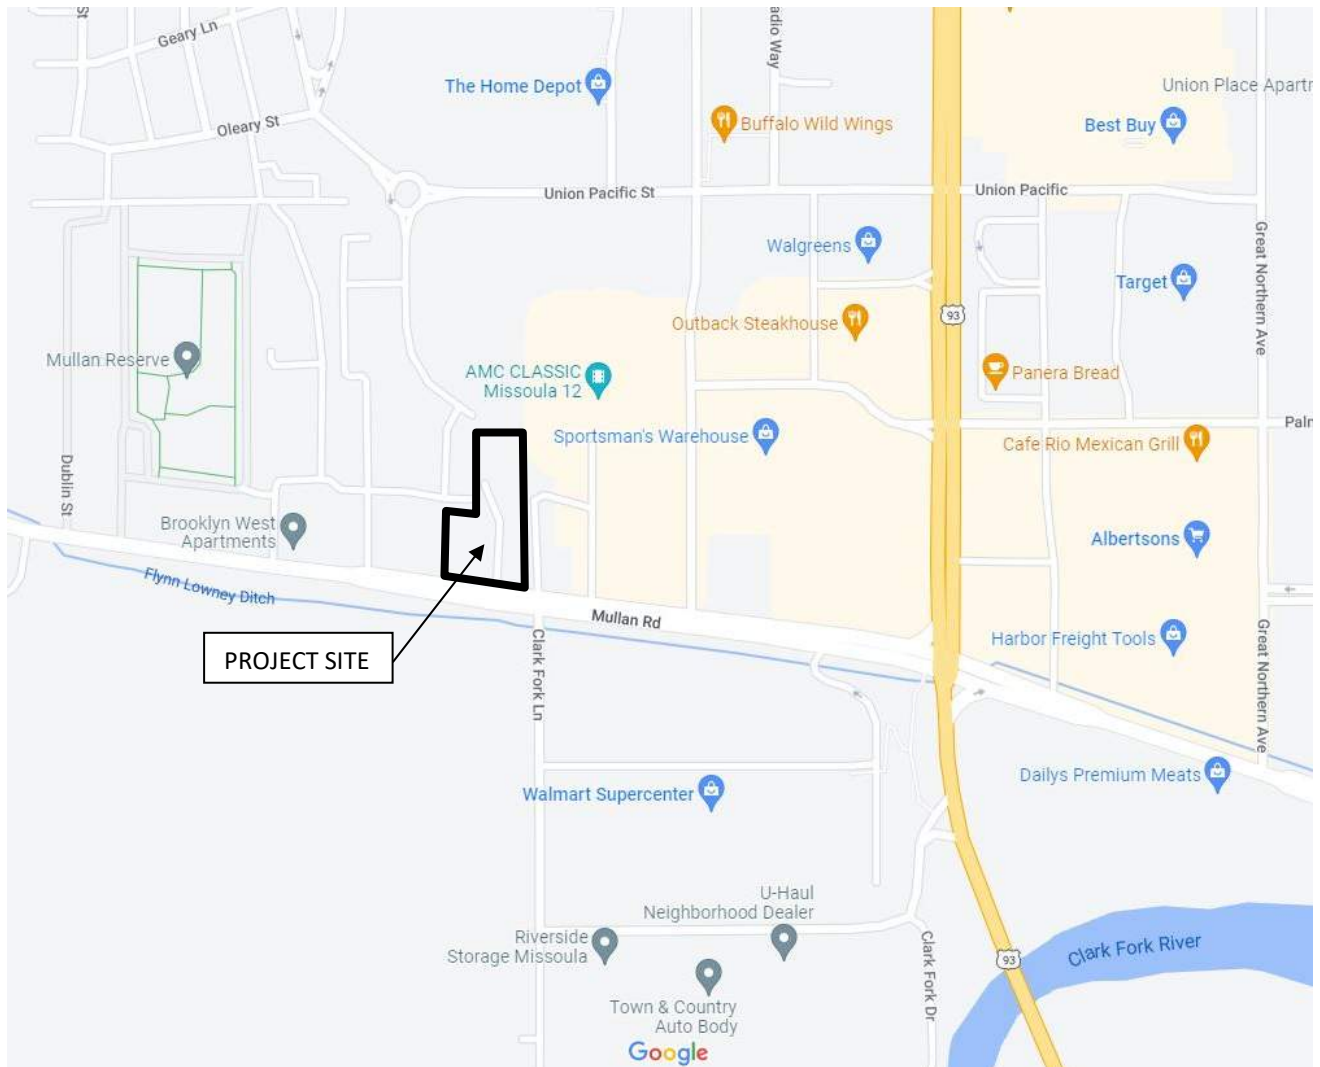 St
Geary Ln
Oleary St
The Home Depot
Buffalo Wild Wings
Union Place Apartr
Best Buy
Union Pacific St
Union Pacific
Walgreens
Great Northern Ave
Target
93
Outback Steakhouse
Mullan Reserve
AMC CLASSIC
Missoula 12
Panera Bread
Sportsman's Warehouse
Cafe Rio Mexican Grill
Dublin St
Brooklyn West
Apartments
Albertsons
Flynn Lowney Ditch
Mullan Rd
Harbor Freight Tools
PROJECT SITE
Clark Fork Ln
Great Northern Ave
Walmart Supercenter
Dailys Premium Meats
U-Haul
Neighborhood Dealer
Riverside
Storage Missoula
Clark Fork River
93
Clark Fork Dr
Town & Country
Auto Body
Google